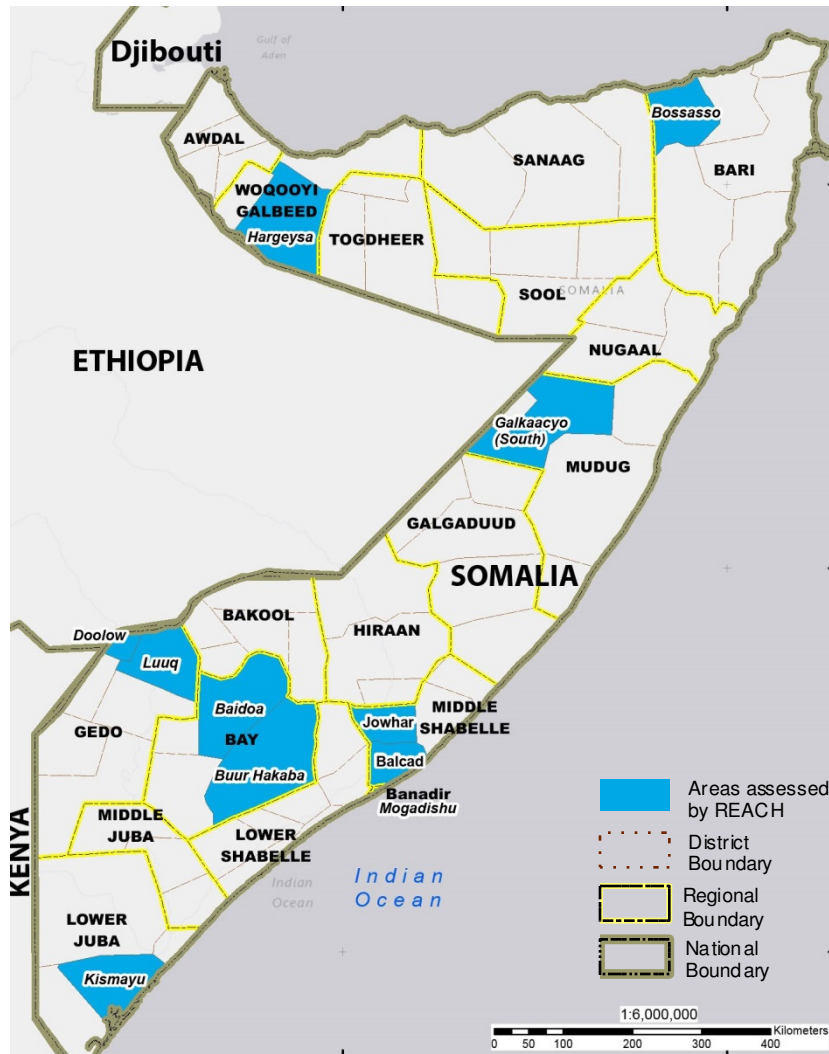 Djibouti
Gulf of
Aden
Bossasso
AWDAL
SANAAG
BARI
WOQOOYI
GALBEED
Hargeysa
TOGDHEER
SOOL
SOMALIA
NUGAAL
ETHIOPIA
Galkaacyo
(South)
MUDUG
GALGADUUD
SOMALIA
BAKOOL
HIRAAN
Doolow
Luuq
Baidoa
GEDO
BAY
Jowhar
MIDDLE
SHABELLE
Buur Hakaba
Balcad
Banadir
Mogadishu
MIDDLE
JUBA
LOWER
SHABELLE
KENYA
Indian
Ocean
Indian
Ocean
LOWER
JUBA
Kismayu
Areas assessed
by REACH
District
Boundary
Regional
Boundary
National
Boundary
1:6,000,000
Kilometers
0 50 100 200 300 400